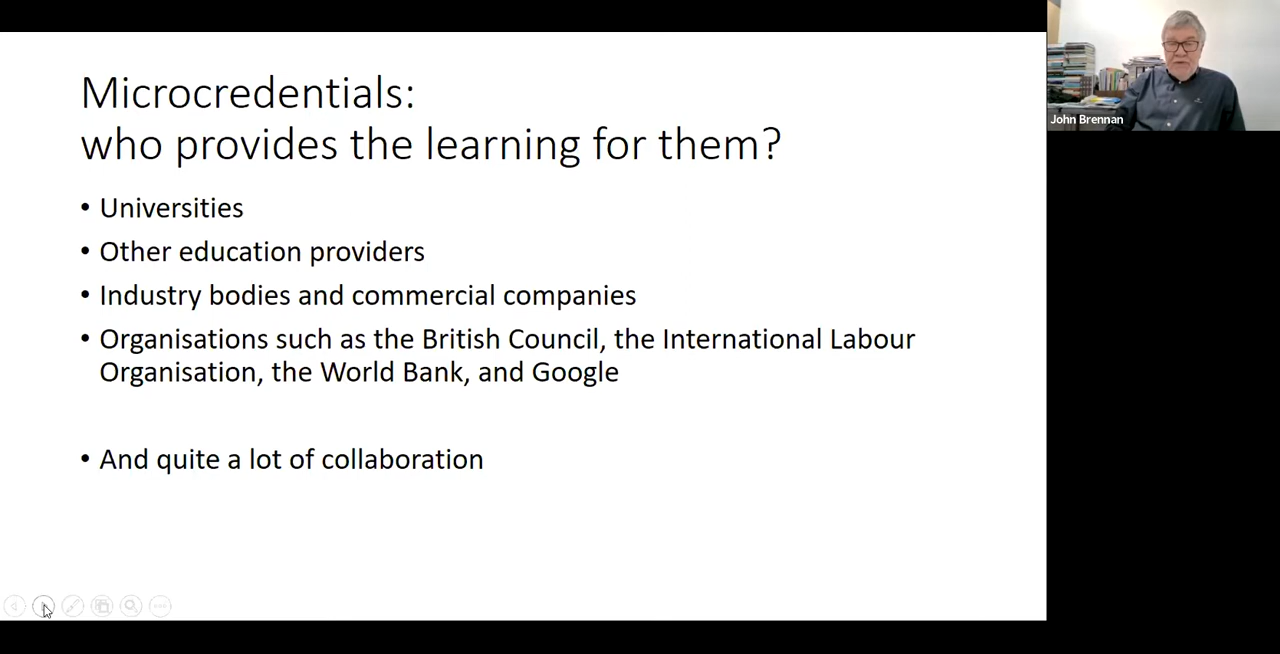 Microcredentials:
who provides the learning for them?
• Universities
• Other education providers
• Industry bodies and commercial companies
• Organisations such as the British Council, the International Labour
Organisation, the World Bank, and Google
• And quite a lot of collaboration
John Brennan